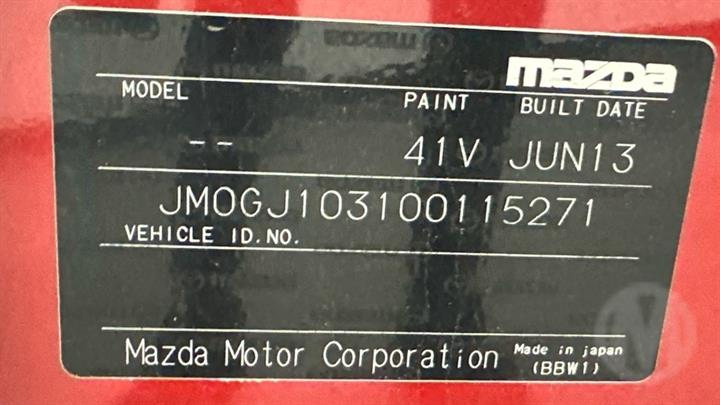 mazda
MODEL PAINT BUILT DATE
-- 41V JUN13
JM0GJ103100115271
VEHICLE ID.NO.
Mazda Motor Corporation Made in japan
(BBW1)